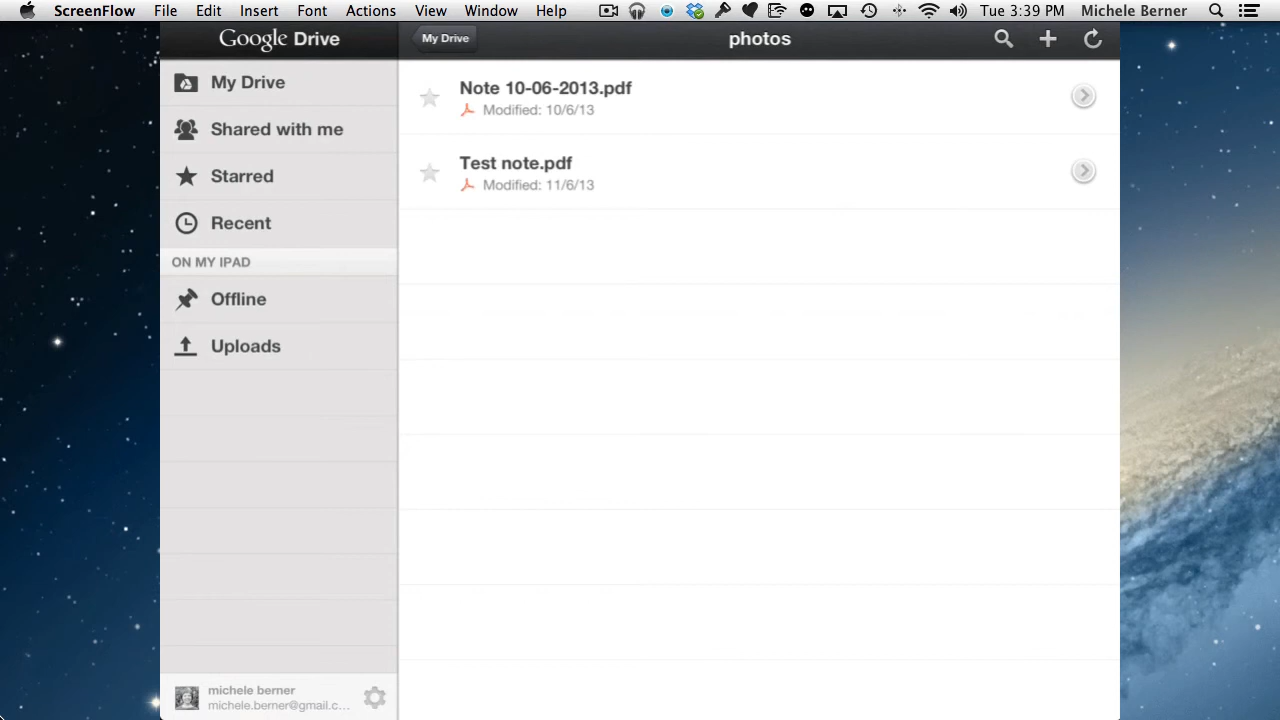 ScreenFlow File Edit Insert Font Actions View Window Help Tue 3:39 PM Michele Berner
Google Drive
My Drive
Shared with me
Starred
Recent
ON MY IPAD
Offline
Uploads
michele berner
michele.berner@gmail.c...
My Drive photos
Note 10-06-2013.pdf
Modified: 10/6/13
Test note.pdf
Modified: 11/6/13